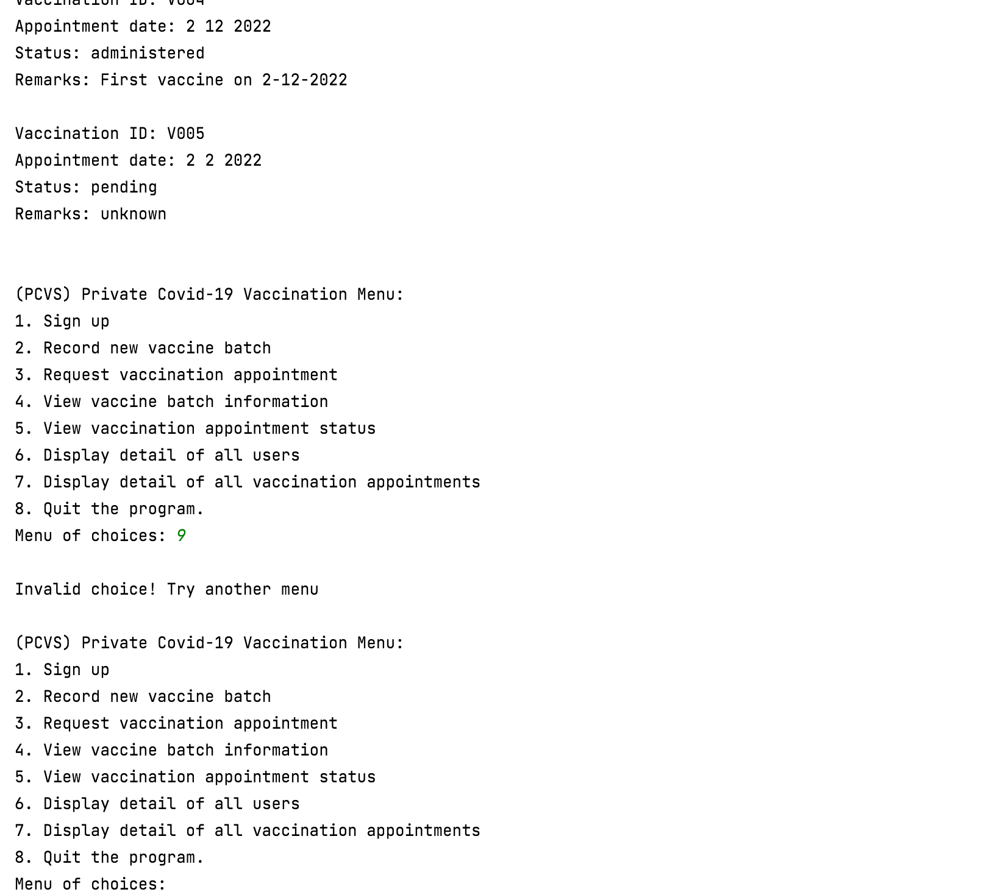 Vaccination ID: V004
Appointment date: 2 12 2022
Status: administered
Remarks: First vaccine on 2-12-2022
Vaccination ID: V005
Appointment date: 2 2 2022
Status: pending
Remarks: unknown
(PCVS) Private Covid-19 Vaccination Menu:
1. Sign up
2. Record new vaccine batch
3. Request vaccination appointment
4. View vaccine batch information
5. View vaccination appointment status
6. Display detail of all users
7. Display detail of all vaccination appointments
8. Quit the program.
Menu of choices: 9
Invalid choice! Try another menu
(PCVS) Private Covid-19 Vaccination Menu:
1. Sign up
2. Record new vaccine batch
3. Request vaccination appointment
4. View vaccine batch information
5. View vaccination appointment status
6. Display detail of all users
7. Display detail of all vaccination appointments
8. Quit the program.
Menu of choices: